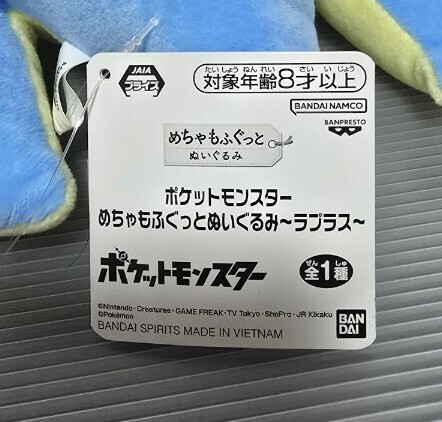 JAIA
プライズ
たいしょう ねん れい さい い じょう
対象年齢8才以上
BANDAI NAMCO
BANPRESTO
めちゃもふぐっと
ぬいぐるみ
ポケットモンスター
めちゃもふぐっとぬいぐるみ~ラプラス~
ポケットモンスター
ぜん しゅ
全1種
©Nintendo・Creatures・GAME FREAK・TV Tokyo・ShoPro・JR Kikaku
©Pokémon
BANDAI SPIRITS MADE IN VIETNAM
BAN
DAI